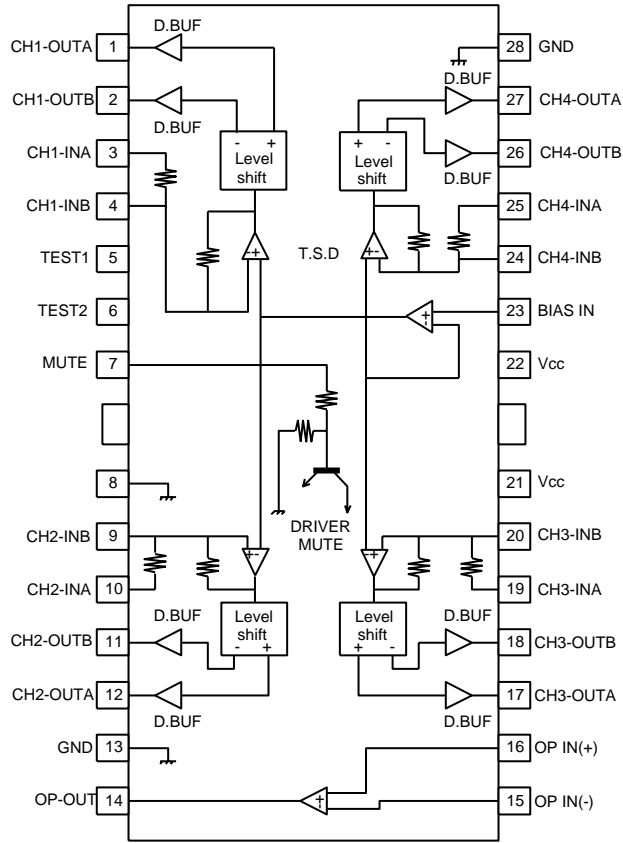 D.BUF
CH1-OUTA 1
28 GND
D.BUF
CH1-OUTB 2
27 CH4-OUTA
D.BUF
CH1-INA 3
- +
Level
shift
+ -
Level
shift
26 CH4-OUTB
D.BUF
CH1-INB 4
25 CH4-INA
TEST1 5
-+
T.S.D
+-
24 CH4-INB
TEST2 6
+
-
23 BIAS IN
MUTE 7
22 Vcc
8
21 Vcc
DRIVER
MUTE
CH2-INB 9
+-
-+
20 CH3-INB
CH2-INA 10
19 CH3-INA
D.BUF
Level
shift
- +
Level
shift
+ -
D.BUF
CH2-OUTB 11
18 CH3-OUTB
CH2-OUTA 12
17 CH3-OUTA
D.BUF
D.BUF
GND 13
16 OP IN(+)
OP-OUT 14
+
-
15 OP IN(-)